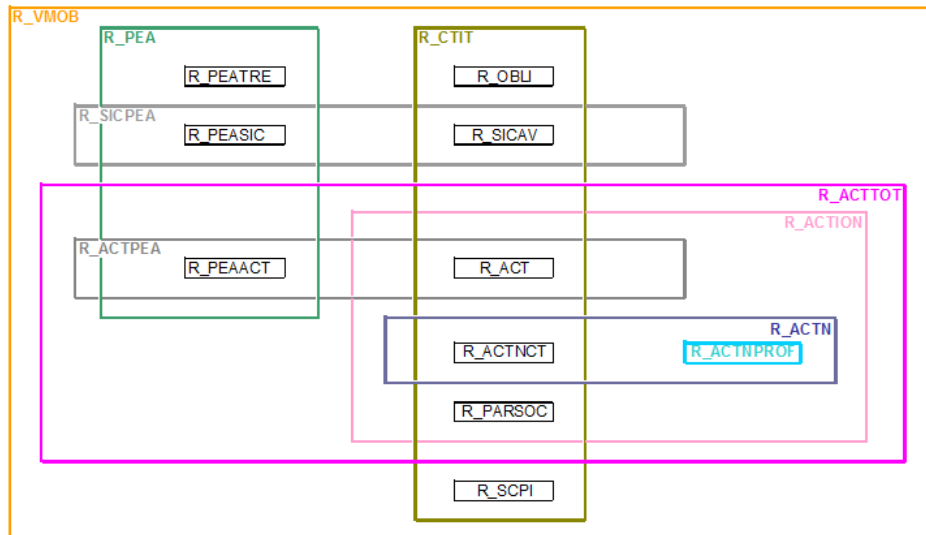 R_VMOB
R_PEA
R_CTIT
R_PEATRE
R_OBLI
R_SICPEA
R_PEASIC
R_SICAV
R_ACTTOT
R_ACTION
R_ACTPEA
R_PEAACT
R_ACT
R_ACTN
R_ACTNCT
R_ACTNPROF
R_PARSOC
R_SCPI